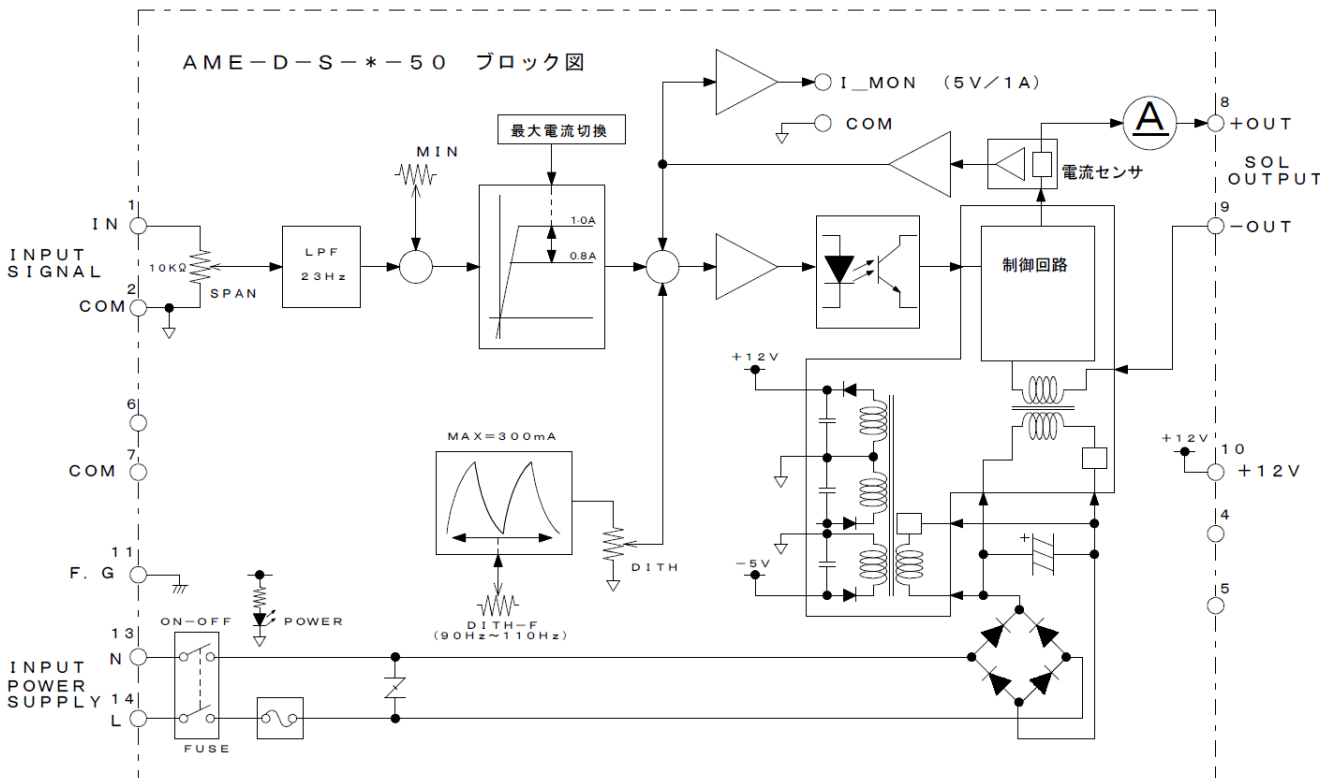 AME-D-S-*-50 ブロック図
I_MON (5V/1A)
COM
8
+OUT
A
最大電流切換
MIN
電流センサ
SOL
OUTPUT
1
IN
1.0A
9
-OUT
INPUT
SIGNAL
10KΩ
LPF
23Hz
0.8A
制御回路
2
COM
SPAN
+12V
6
MAX=300mA
+12V
10
+12V
7
COM
4
+
11
F.G
DITH
-5V
5
POWER
DITH-F
(90Hz~110Hz)
13
ON-OFF
N
INPUT
POWER
SUPPLY
14
L
FUSE